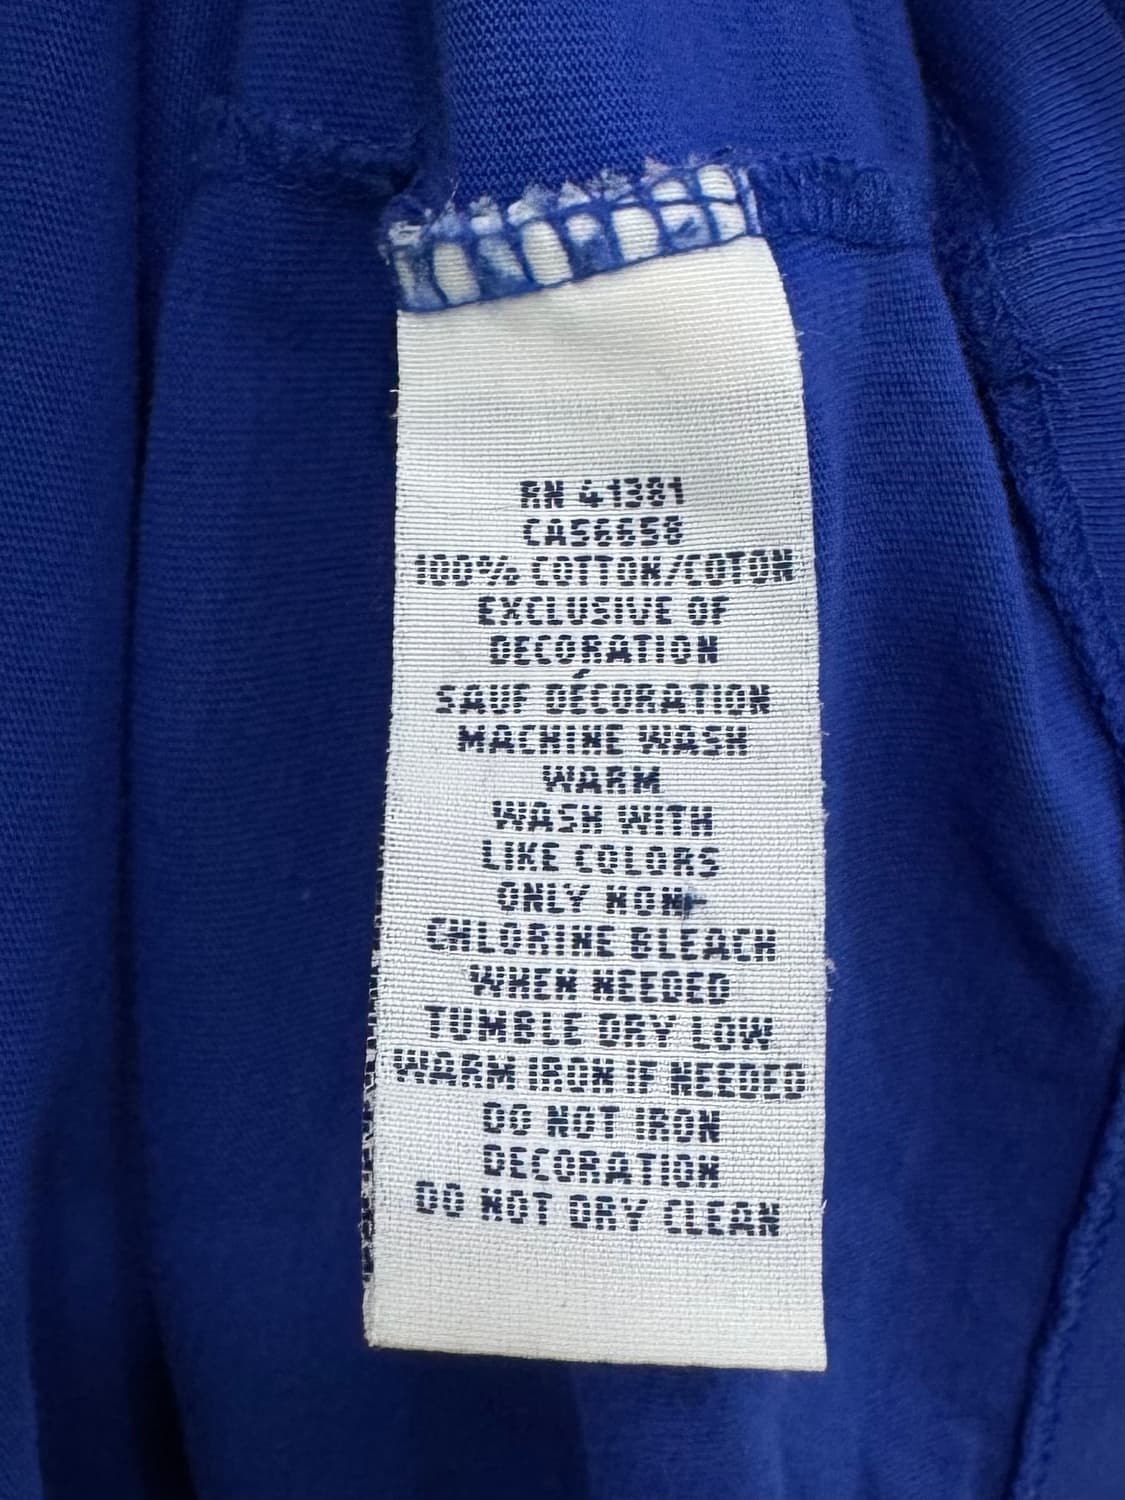 RN 41381
CA56658
100% COTTON/COTON
EXCLUSIVE OF
DECORATION
SAUF DÉCORATION
MACHINE WASH
WARM
WASH WITH
LIKE COLORS
ONLY NON-
CHLORINE BLEACH
WHEN NEEDED
TUMBLE DRY LOW
WARM IRON IF NEEDED
DO NOT IRON
DECORATION
DO NOT DRY CLEAN